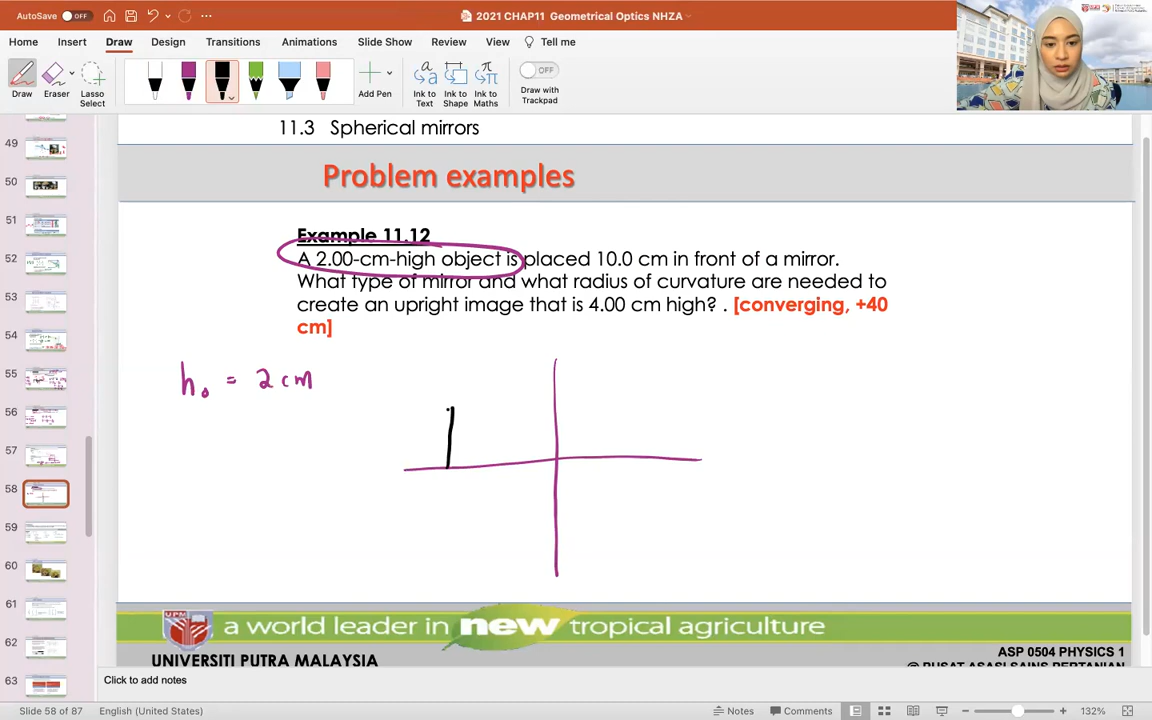 AutoSave OFF
2021 CHAP11 Geometrical Optics NHZA
Home Insert Draw Design Transitions Animations Slide Show Review View Tell me
Draw Eraser Lasso Select Add Pen Ink to Text Ink to Shape Ink to Maths OFF Draw with Trackpad
11.3 Spherical mirrors
Problem examples
Example 11.12
A 2.00-cm-high object is placed 10.0 cm in front of a mirror.
What type of mirror and what radius of curvature are needed to
create an upright image that is 4.00 cm high? . [converging, +40
cm]
h₀ = 2 cm
49
50
51
52
53
54
55
56
57
58
59
60
61
62
63
UPM
a world leader in new tropical agriculture
UNIVERSITI PUTRA MALAYSIA
ASP 0504 PHYSICS 1
@ PUSAT ASASI SAINS PERTANIAN
Click to add notes
Slide 58 of 87 English (United States) Notes Comments 132%